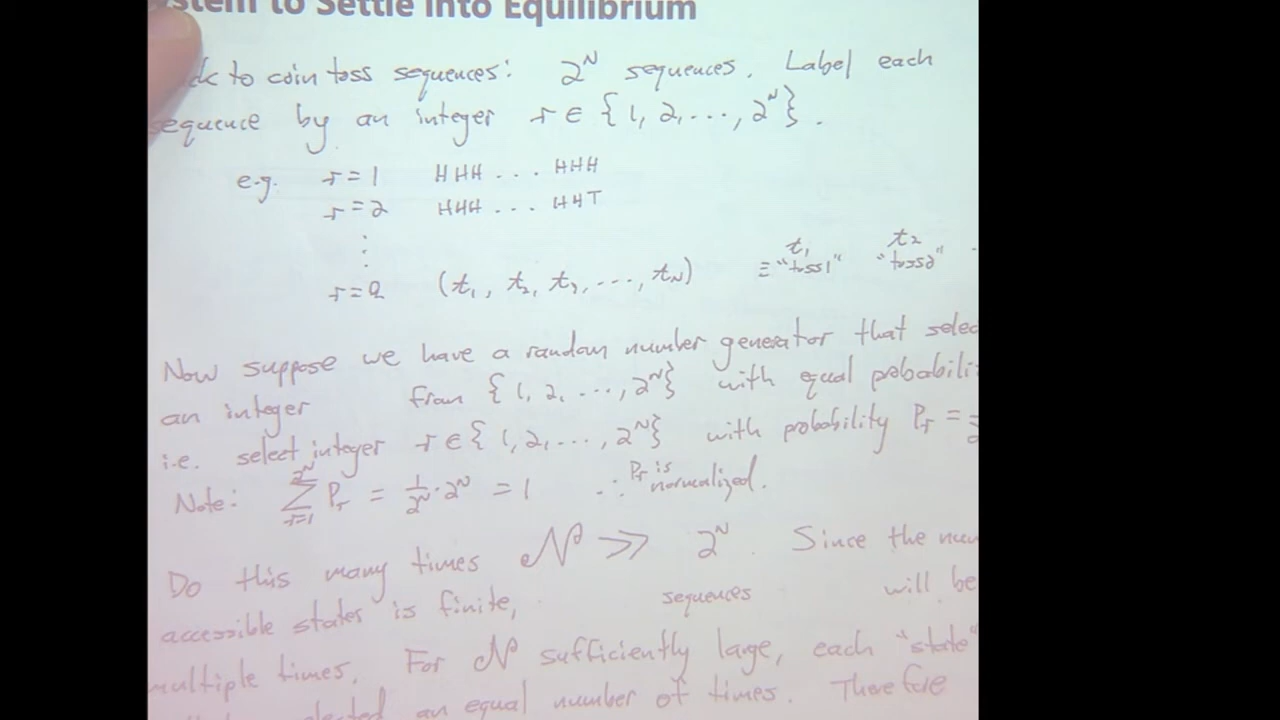 stem to Settle into Equilibrium
ck to coin toss sequences: 2^N sequences. Label each
sequence by an integer r ∈ {1, 2, ..., 2^N}.
e.g. r = 1 HHH ... HHH
r = 2 HHH ... HHT
⋮
r = (t₁, t₂, t₃, ..., t_N) t₁ ≡ "toss1" t₂ "toss2"
Now suppose we have a random number generator that selec
an integer from {1, 2, ..., 2^N} with equal probabili
i.e. select integer r ∈ {1, 2, ..., 2^N} with probability P_r =
Note: ∑_{r=1}^{2^N} P_r = 1/2^N · 2^N = 1 ∴ P_r is normalized.
Do this many times 𝒩 >> 2^N. Since the num
accessible states is finite, sequences will be
multiple times. For 𝒩 sufficiently large, each "state"
an equal number of times. Therefore